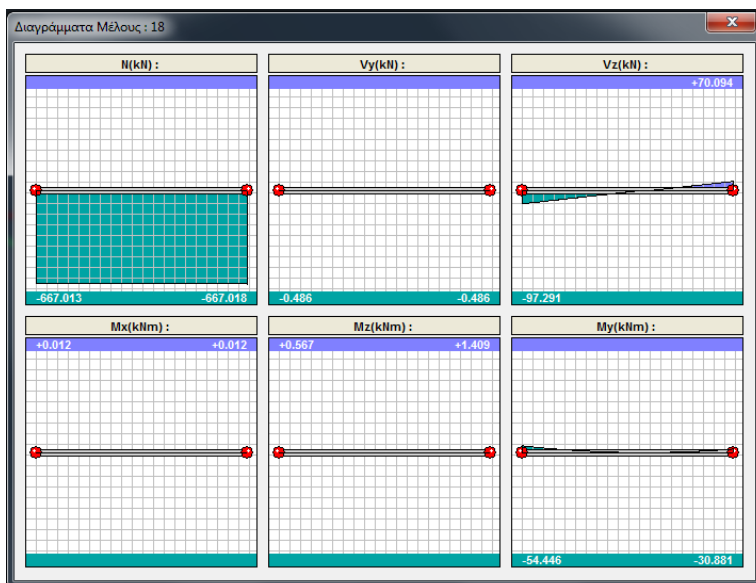 Διαγράμματα Μέλους : 18
N(kN) :
Vy(kN) :
Vz(kN) :
+70.094
-667.013
-667.018
-0.486
-0.486
-97.291
Mx(kNm) :
Mz(kNm) :
My(kNm) :
+0.012
+0.012
+0.567
+1.409
-54.446
-30.881